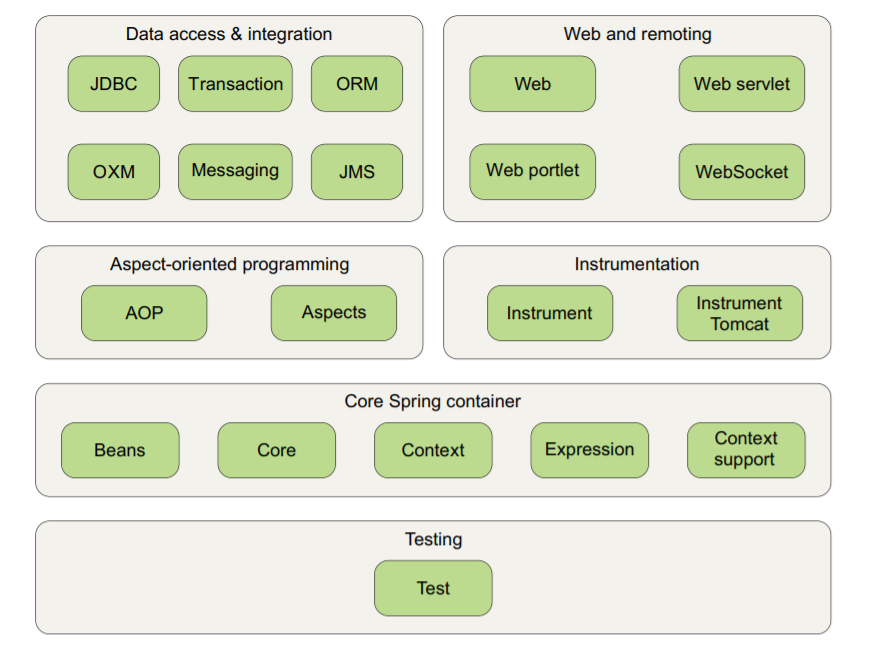 Data access & integration
JDBC
Transaction
ORM
OXM
Messaging
JMS
Web and remoting
Web
Web servlet
Web portlet
WebSocket
Aspect-oriented programming
AOP
Aspects
Instrumentation
Instrument
Instrument
Tomcat
Core Spring container
Beans
Core
Context
Expression
Context
support
Testing
Test